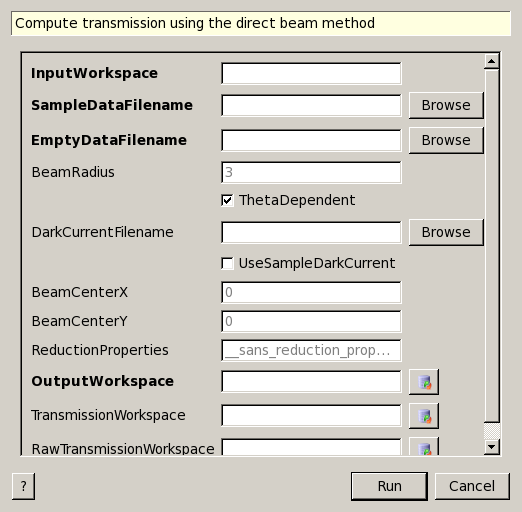 Compute transmission using the direct beam method
InputWorkspace
SampleDataFilename Browse
EmptyDataFilename Browse
BeamRadius 3
ThetaDependent
DarkCurrentFilename Browse
UseSampleDarkCurrent
BeamCenterX 0
BeamCenterY 0
ReductionProperties __sans_reduction_prop...
OutputWorkspace
TransmissionWorkspace
RawTransmissionWorkspace
? Run Cancel